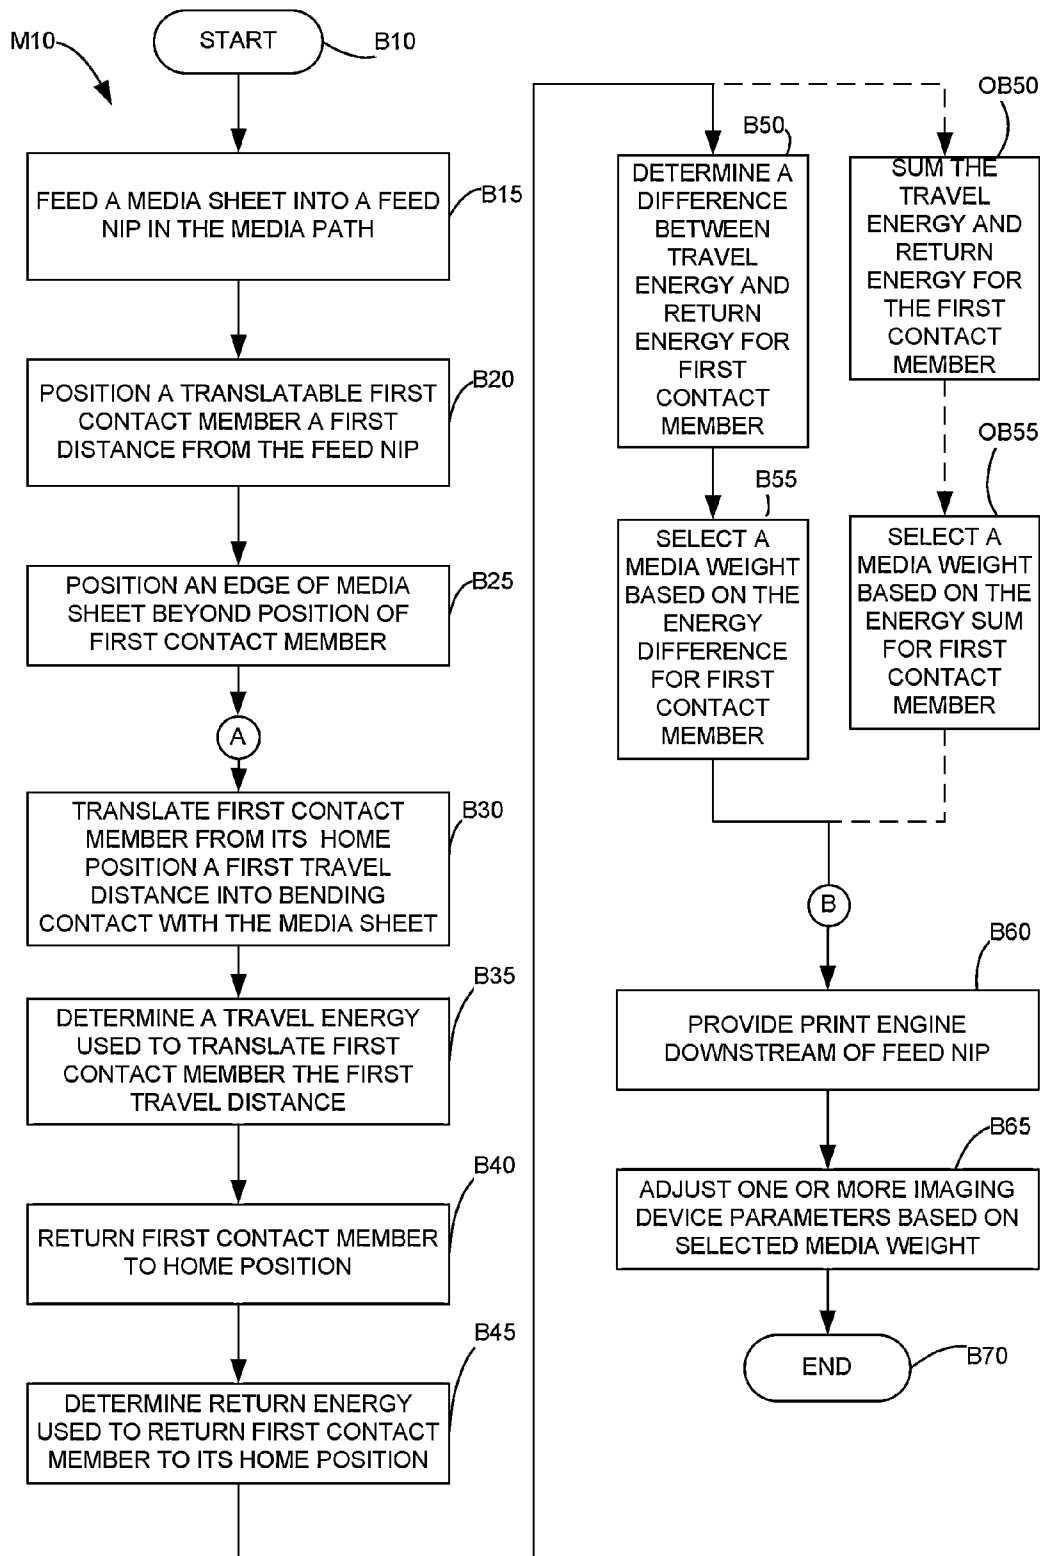 M10
START
B10
FEED A MEDIA SHEET INTO A FEED
NIP IN THE MEDIA PATH
B15
POSITION A TRANSLATABLE FIRST
CONTACT MEMBER A FIRST
DISTANCE FROM THE FEED NIP
B20
POSITION AN EDGE OF MEDIA
SHEET BEYOND POSITION OF
FIRST CONTACT MEMBER
B25
A
TRANSLATE FIRST CONTACT
MEMBER FROM ITS HOME
POSITION A FIRST TRAVEL
DISTANCE INTO BENDING
CONTACT WITH THE MEDIA SHEET
B30
DETERMINE A TRAVEL ENERGY
USED TO TRANSLATE FIRST
CONTACT MEMBER THE FIRST
TRAVEL DISTANCE
B35
RETURN FIRST CONTACT MEMBER
TO HOME POSITION
B40
DETERMINE RETURN ENERGY
USED TO RETURN FIRST CONTACT
MEMBER TO ITS HOME POSITION
B45
B50
DETERMINE A
DIFFERENCE
BETWEEN
TRAVEL
ENERGY AND
RETURN
ENERGY FOR
FIRST
CONTACT
MEMBER
OB50
SUM THE
TRAVEL
ENERGY AND
RETURN
ENERGY FOR
THE FIRST
CONTACT
MEMBER
B55
SELECT A
MEDIA WEIGHT
BASED ON THE
ENERGY
DIFFERENCE
FOR FIRST
CONTACT
MEMBER
OB55
SELECT A
MEDIA WEIGHT
BASED ON THE
ENERGY SUM
FOR FIRST
CONTACT
MEMBER
B
B60
PROVIDE PRINT ENGINE
DOWNSTREAM OF FEED NIP
B65
ADJUST ONE OR MORE IMAGING
DEVICE PARAMETERS BASED ON
SELECTED MEDIA WEIGHT
END
B70